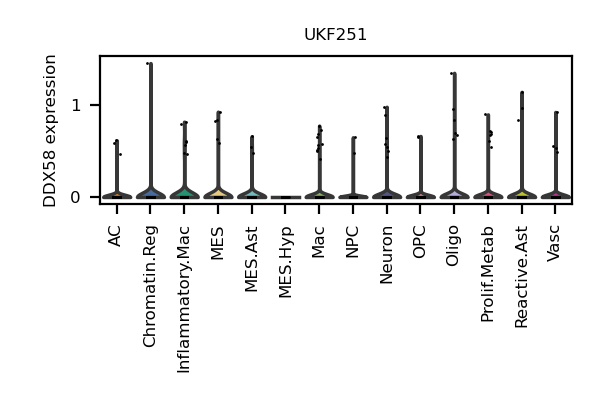 UKF251
DDX58 expression
1
0
AC
Chromatin.Reg
Inflammatory.Mac
MES
MES.Ast
MES.Hyp
Mac
NPC
Neuron
OPC
Oligo
Prolif.Metab
Reactive.Ast
Vasc